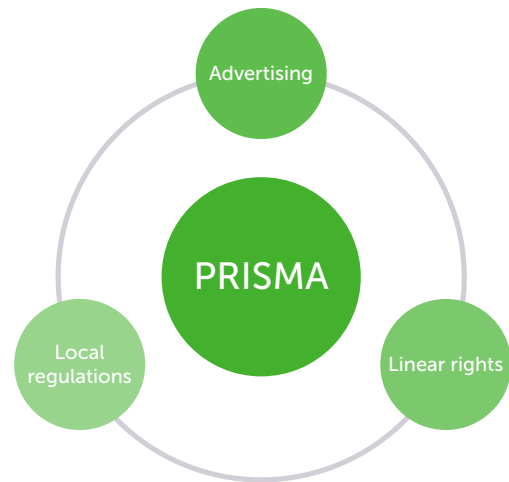 Advertising
PRISMA
Local
regulations
Linear rights